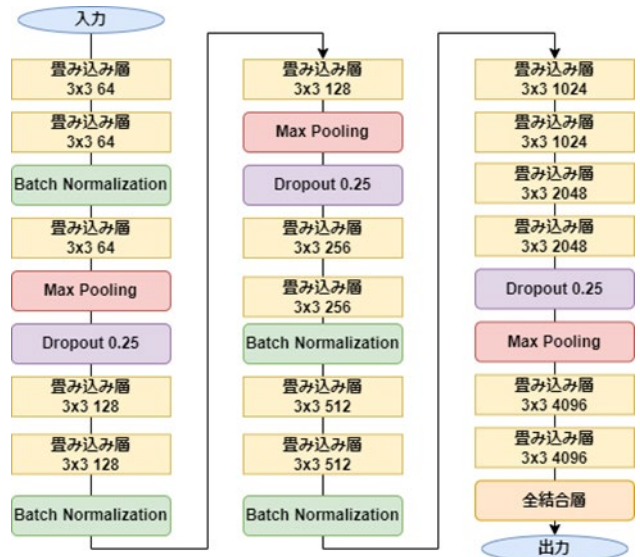 入力
畳み込み層
3x3 64
畳み込み層
3x3 64
Batch Normalization
畳み込み層
3x3 64
Max Pooling
Dropout 0.25
畳み込み層
3x3 128
畳み込み層
3x3 128
Batch Normalization
畳み込み層
3x3 128
Max Pooling
Dropout 0.25
畳み込み層
3x3 256
畳み込み層
3x3 256
Batch Normalization
畳み込み層
3x3 512
畳み込み層
3x3 512
Batch Normalization
畳み込み層
3x3 1024
畳み込み層
3x3 1024
畳み込み層
3x3 2048
畳み込み層
3x3 2048
Dropout 0.25
Max Pooling
畳み込み層
3x3 4096
畳み込み層
3x3 4096
全結合層
出力